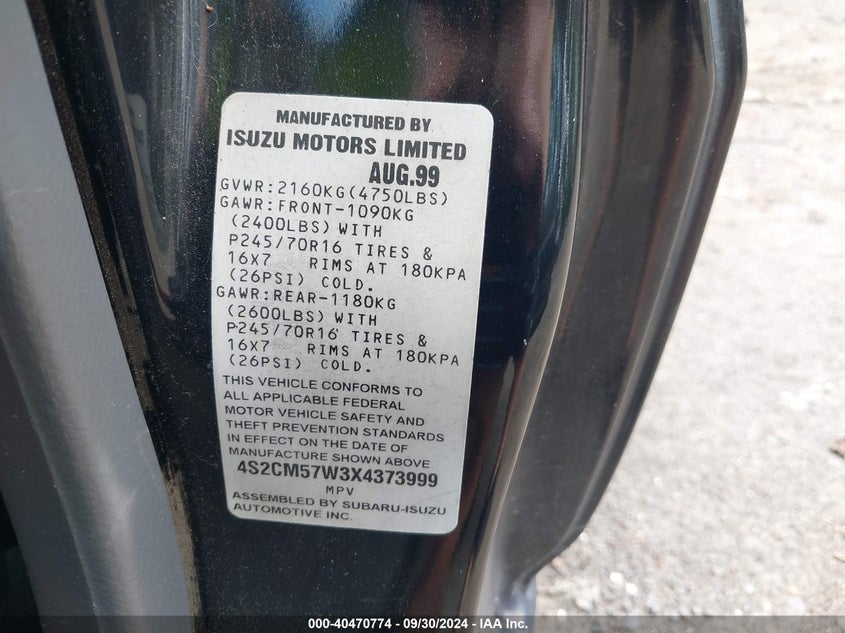 MANUFACTURED BY
ISUZU MOTORS LIMITED
AUG.99
GVWR:2160KG(4750LBS)
GAWR:FRONT-1090KG
(2400LBS) WITH
P245/70R16 TIRES &
16X7 RIMS AT 180KPA
(26PSI) COLD.
GAWR:REAR-1180KG
(2600LBS) WITH
P245/70R16 TIRES &
16X7 RIMS AT 180KPA
(26PSI) COLD.
THIS VEHICLE CONFORMS TO
ALL APPLICABLE FEDERAL
MOTOR VEHICLE SAFETY AND
THEFT PREVENTION STANDARDS
IN EFFECT ON THE DATE OF
MANUFACTURE SHOWN ABOVE
4S2CM57W3X4373999
MPV
ASSEMBLED BY SUBARU-ISUZU
AUTOMOTIVE INC.
000-40470774 - 09/30/2024 - IAA Inc.